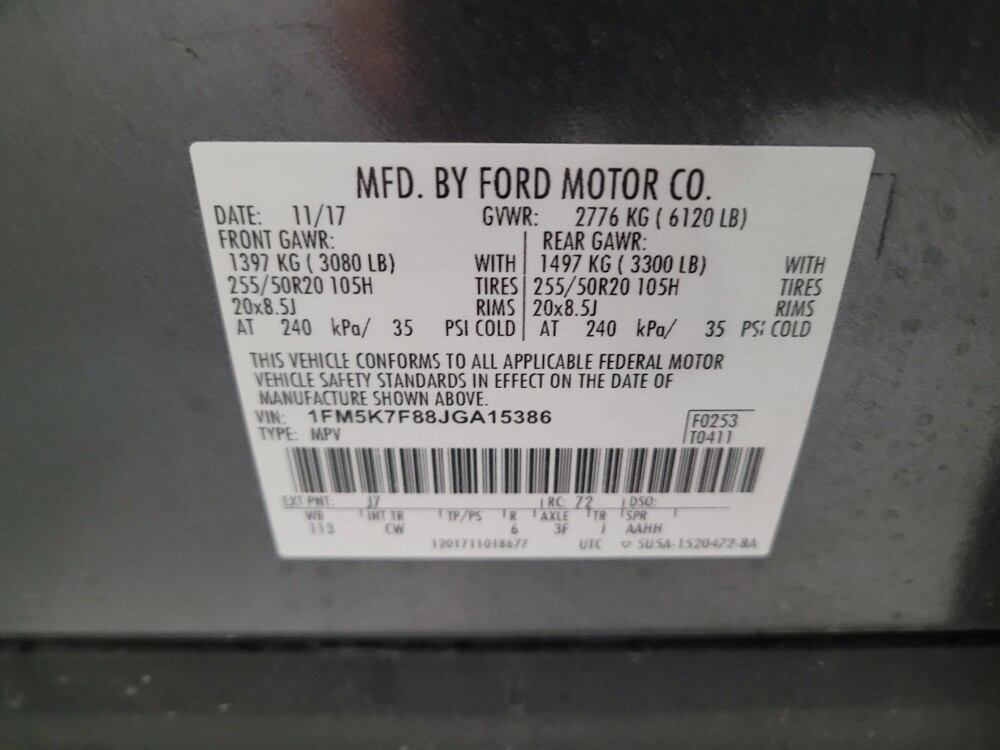 MFD. BY FORD MOTOR CO.
DATE: 11/17 GVWR: 2776 KG ( 6120 LB)
FRONT GAWR: REAR GAWR:
1397 KG ( 3080 LB) WITH 1497 KG ( 3300 LB) WITH
255/50R20 105H TIRES 255/50R20 105H TIRES
20x8.5J RIMS 20x8.5J RIMS
AT 240 kPa/ 35 PSI COLD AT 240 kPa/ 35 PSI COLD
THIS VEHICLE CONFORMS TO ALL APPLICABLE FEDERAL MOTOR
VEHICLE SAFETY STANDARDS IN EFFECT ON THE DATE OF
MANUFACTURE SHOWN ABOVE.
VIN: 1FM5K7F88JGA15386 F0253
TYPE: MPV T0411
EXT PNT: J7 RC: 72 DSO:
WB INT TR TP/PS R AXLE TR SPR
113 CW 6 3F J AAHH
1201711018677 UTC 5U5A-1520472-BA